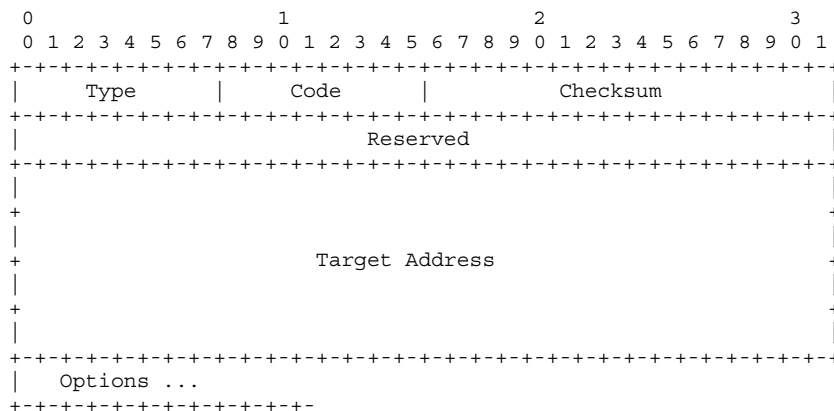 0                   1                   2                   3
0 1 2 3 4 5 6 7 8 9 0 1 2 3 4 5 6 7 8 9 0 1 2 3 4 5 6 7 8 9 0 1
+-+-+-+-+-+-+-+-+-+-+-+-+-+-+-+-+-+-+-+-+-+-+-+-+-+-+-+-+-+-+-+-+
|     Type      |     Code      |          Checksum             |
+-+-+-+-+-+-+-+-+-+-+-+-+-+-+-+-+-+-+-+-+-+-+-+-+-+-+-+-+-+-+-+-+
|                           Reserved                            |
+-+-+-+-+-+-+-+-+-+-+-+-+-+-+-+-+-+-+-+-+-+-+-+-+-+-+-+-+-+-+-+-+
|                                                               |
+                                                               +
|                                                               |
+                       Target Address                          +
|                                                               |
+                                                               +
|                                                               |
+-+-+-+-+-+-+-+-+-+-+-+-+-+-+-+-+-+-+-+-+-+-+-+-+-+-+-+-+-+-+-+-+
|   Options ...
+-+-+-+-+-+-+-+-+-+-+-+-